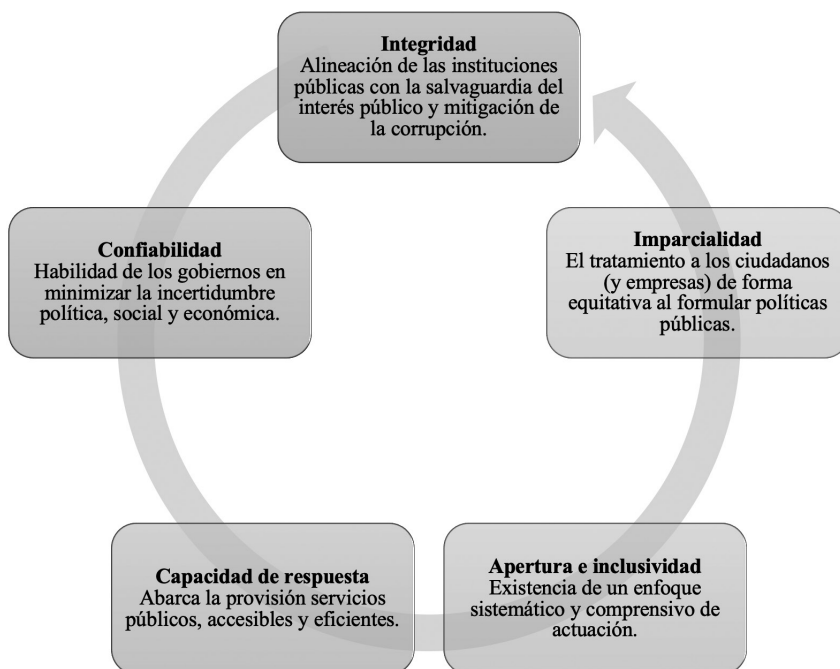 Integridad
Alineación de las instituciones
públicas con la salvaguardia del
interés público y mitigación de
la corrupción.
Confiabilidad
Habilidad de los gobiernos en
minimizar la incertidumbre
política, social y económica.
Imparcialidad
El tratamiento a los ciudadanos
(y empresas) de forma
equitativa al formular políticas
públicas.
Capacidad de respuesta
Abarca la provisión servicios
públicos, accesibles y eficientes.
Apertura e inclusividad
Existencia de un enfoque
sistemático y comprensivo de
actuación.